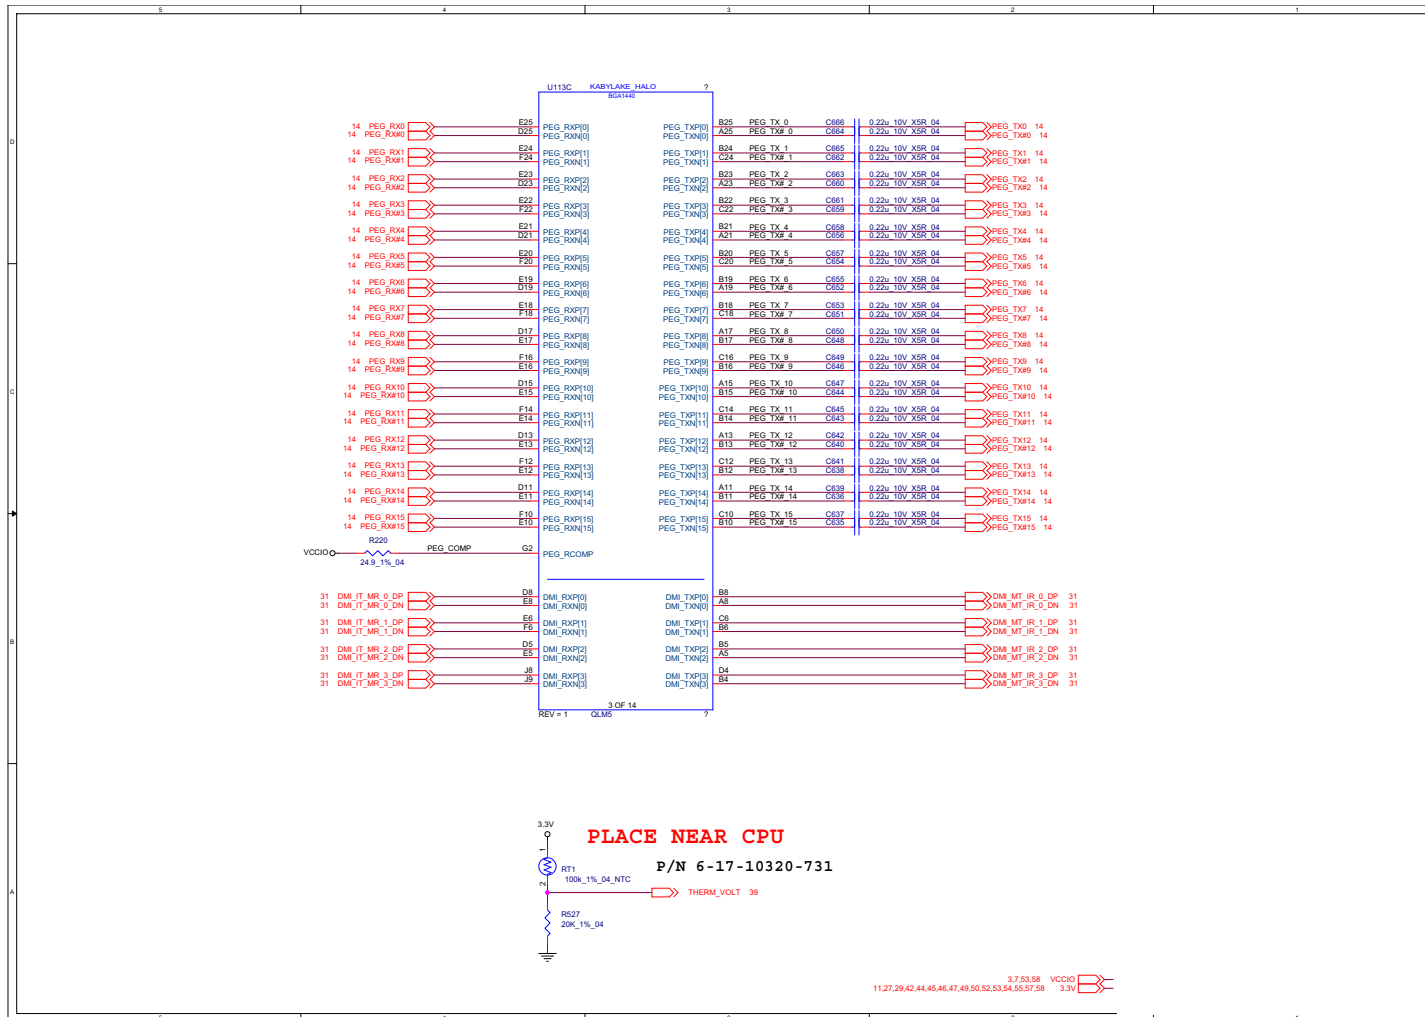 5 4 3 2 1
U113C KABYLAKE_HALO ?
BGA1440
D
14 PEG_RX0 E25 PEG_RXP[0] PEG_TXP[0] B25 PEG_TX_0 C666 0.22u_10V_X5R_04 PEG_TX0 14
14 PEG_RX#0 D25 PEG_RXN[0] PEG_TXN[0] A25 PEG_TX#_0 C664 0.22u_10V_X5R_04 PEG_TX#0 14
14 PEG_RX1 E24 PEG_RXP[1] PEG_TXP[1] B24 PEG_TX_1 C665 0.22u_10V_X5R_04 PEG_TX1 14
14 PEG_RX#1 F24 PEG_RXN[1] PEG_TXN[1] C24 PEG_TX#_1 C662 0.22u_10V_X5R_04 PEG_TX#1 14
14 PEG_RX2 E23 PEG_RXP[2] PEG_TXP[2] B23 PEG_TX_2 C663 0.22u_10V_X5R_04 PEG_TX2 14
14 PEG_RX#2 D23 PEG_RXN[2] PEG_TXN[2] A23 PEG_TX#_2 C660 0.22u_10V_X5R_04 PEG_TX#2 14
14 PEG_RX3 E22 PEG_RXP[3] PEG_TXP[3] B22 PEG_TX_3 C661 0.22u_10V_X5R_04 PEG_TX3 14
14 PEG_RX#3 F22 PEG_RXN[3] PEG_TXN[3] C22 PEG_TX#_3 C659 0.22u_10V_X5R_04 PEG_TX#3 14
14 PEG_RX4 E21 PEG_RXP[4] PEG_TXP[4] B21 PEG_TX_4 C658 0.22u_10V_X5R_04 PEG_TX4 14
14 PEG_RX#4 D21 PEG_RXN[4] PEG_TXN[4] A21 PEG_TX#_4 C656 0.22u_10V_X5R_04 PEG_TX#4 14
14 PEG_RX5 E20 PEG_RXP[5] PEG_TXP[5] B20 PEG_TX_5 C657 0.22u_10V_X5R_04 PEG_TX5 14
14 PEG_RX#5 F20 PEG_RXN[5] PEG_TXN[5] C20 PEG_TX#_5 C654 0.22u_10V_X5R_04 PEG_TX#5 14
14 PEG_RX6 E19 PEG_RXP[6] PEG_TXP[6] B19 PEG_TX_6 C655 0.22u_10V_X5R_04 PEG_TX6 14
14 PEG_RX#6 D19 PEG_RXN[6] PEG_TXN[6] A19 PEG_TX#_6 C652 0.22u_10V_X5R_04 PEG_TX#6 14
14 PEG_RX7 E18 PEG_RXP[7] PEG_TXP[7] B18 PEG_TX_7 C653 0.22u_10V_X5R_04 PEG_TX7 14
14 PEG_RX#7 F18 PEG_RXN[7] PEG_TXN[7] C18 PEG_TX#_7 C651 0.22u_10V_X5R_04 PEG_TX#7 14
14 PEG_RX8 D17 PEG_RXP[8] PEG_TXP[8] A17 PEG_TX_8 C650 0.22u_10V_X5R_04 PEG_TX8 14
14 PEG_RX#8 E17 PEG_RXN[8] PEG_TXN[8] B17 PEG_TX#_8 C648 0.22u_10V_X5R_04 PEG_TX#8 14
14 PEG_RX9 F16 PEG_RXP[9] PEG_TXP[9] C16 PEG_TX_9 C649 0.22u_10V_X5R_04 PEG_TX9 14
14 PEG_RX#9 E16 PEG_RXN[9] PEG_TXN[9] B16 PEG_TX#_9 C646 0.22u_10V_X5R_04 PEG_TX#9 14
C
14 PEG_RX10 D15 PEG_RXP[10] PEG_TXP[10] A15 PEG_TX_10 C647 0.22u_10V_X5R_04 PEG_TX10 14
14 PEG_RX#10 E15 PEG_RXN[10] PEG_TXN[10] B15 PEG_TX#_10 C644 0.22u_10V_X5R_04 PEG_TX#10 14
14 PEG_RX11 F14 PEG_RXP[11] PEG_TXP[11] C14 PEG_TX_11 C645 0.22u_10V_X5R_04 PEG_TX11 14
14 PEG_RX#11 E14 PEG_RXN[11] PEG_TXN[11] B14 PEG_TX#_11 C643 0.22u_10V_X5R_04 PEG_TX#11 14
14 PEG_RX12 D13 PEG_RXP[12] PEG_TXP[12] A13 PEG_TX_12 C642 0.22u_10V_X5R_04 PEG_TX12 14
14 PEG_RX#12 E13 PEG_RXN[12] PEG_TXN[12] B13 PEG_TX#_12 C640 0.22u_10V_X5R_04 PEG_TX#12 14
14 PEG_RX13 F12 PEG_RXP[13] PEG_TXP[13] C12 PEG_TX_13 C641 0.22u_10V_X5R_04 PEG_TX13 14
14 PEG_RX#13 E12 PEG_RXN[13] PEG_TXN[13] B12 PEG_TX#_13 C638 0.22u_10V_X5R_04 PEG_TX#13 14
14 PEG_RX14 D11 PEG_RXP[14] PEG_TXP[14] A11 PEG_TX_14 C639 0.22u_10V_X5R_04 PEG_TX14 14
14 PEG_RX#14 E11 PEG_RXN[14] PEG_TXN[14] B11 PEG_TX#_14 C636 0.22u_10V_X5R_04 PEG_TX#14 14
14 PEG_RX15 F10 PEG_RXP[15] PEG_TXP[15] C10 PEG_TX_15 C637 0.22u_10V_X5R_04 PEG_TX15 14
14 PEG_RX#15 E10 PEG_RXN[15] PEG_TXN[15] B10 PEG_TX#_15 C635 0.22u_10V_X5R_04 PEG_TX#15 14
R220
VCCIO PEG_COMP G2 PEG_RCOMP
24.9_1%_04
31 DMI_IT_MR_0_DP D8 DMI_RXP[0] DMI_TXP[0] B8 DMI_MT_IR_0_DP 31
31 DMI_IT_MR_0_DN E8 DMI_RXN[0] DMI_TXN[0] A8 DMI_MT_IR_0_DN 31
31 DMI_IT_MR_1_DP E6 DMI_RXP[1] DMI_TXP[1] C6 DMI_MT_IR_1_DP 31
31 DMI_IT_MR_1_DN F6 DMI_RXN[1] DMI_TXN[1] B6 DMI_MT_IR_1_DN 31
B
31 DMI_IT_MR_2_DP D5 DMI_RXP[2] DMI_TXP[2] B5 DMI_MT_IR_2_DP 31
31 DMI_IT_MR_2_DN E5 DMI_RXN[2] DMI_TXN[2] A5 DMI_MT_IR_2_DN 31
31 DMI_IT_MR_3_DP J8 DMI_RXP[3] DMI_TXP[3] D4 DMI_MT_IR_3_DP 31
31 DMI_IT_MR_3_DN J9 DMI_RXN[3] DMI_TXN[3] B4 DMI_MT_IR_3_DN 31
3 OF 14
REV = 1 QLM5 ?
3.3V
PLACE NEAR CPU
1
RT1 P/N 6-17-10320-731
100k_1%_04_NTC
2
A
THERM_VOLT 39
R527
20K_1%_04
3,7,53,58 VCCIO
11,27,29,42,44,45,46,47,49,50,52,53,54,55,57,58 3.3V